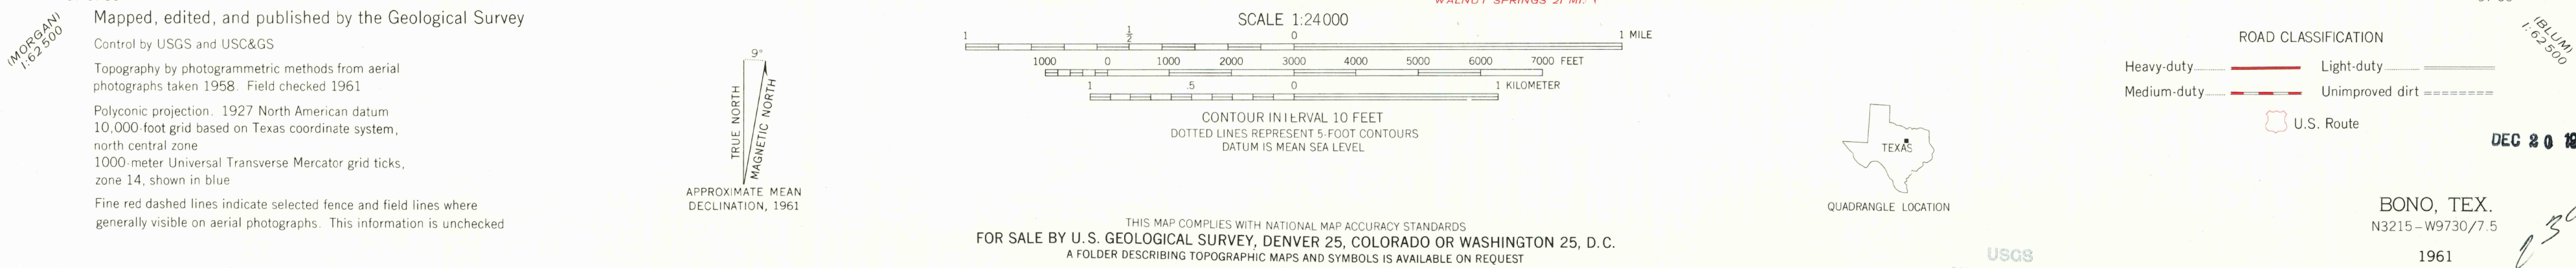 (MORGAN)
1:62500
Mapped, edited, and published by the Geological Survey
Control by USGS and USC&GS
Topography by photogrammetric methods from aerial
photographs taken 1958. Field checked 1961
Polyconic projection. 1927 North American datum
10,000-foot grid based on Texas coordinate system,
north central zone
1000-meter Universal Transverse Mercator grid ticks,
zone 14, shown in blue
Fine red dashed lines indicate selected fence and field lines where
generally visible on aerial photographs. This information is unchecked
9°
TRUE NORTH
MAGNETIC NORTH
APPROXIMATE MEAN
DECLINATION, 1961
WALNUT SPRINGS 21 MI.
SCALE 1:24000
1 ½ 0 1 MILE
1000 0 1000 2000 3000 4000 5000 6000 7000 FEET
1 .5 0 1 KILOMETER
CONTOUR INTERVAL 10 FEET
DOTTED LINES REPRESENT 5-FOOT CONTOURS
DATUM IS MEAN SEA LEVEL
THIS MAP COMPLIES WITH NATIONAL MAP ACCURACY STANDARDS
FOR SALE BY U.S. GEOLOGICAL SURVEY, DENVER 25, COLORADO OR WASHINGTON 25, D.C.
A FOLDER DESCRIBING TOPOGRAPHIC MAPS AND SYMBOLS IS AVAILABLE ON REQUEST
TEXAS
QUADRANGLE LOCATION
USGS
ROAD CLASSIFICATION
Heavy-duty Light-duty
Medium-duty Unimproved dirt
U.S. Route
(BLUM)
1:62500
DEC 20
BONO, TEX.
N3215-W9730/7.5
1961